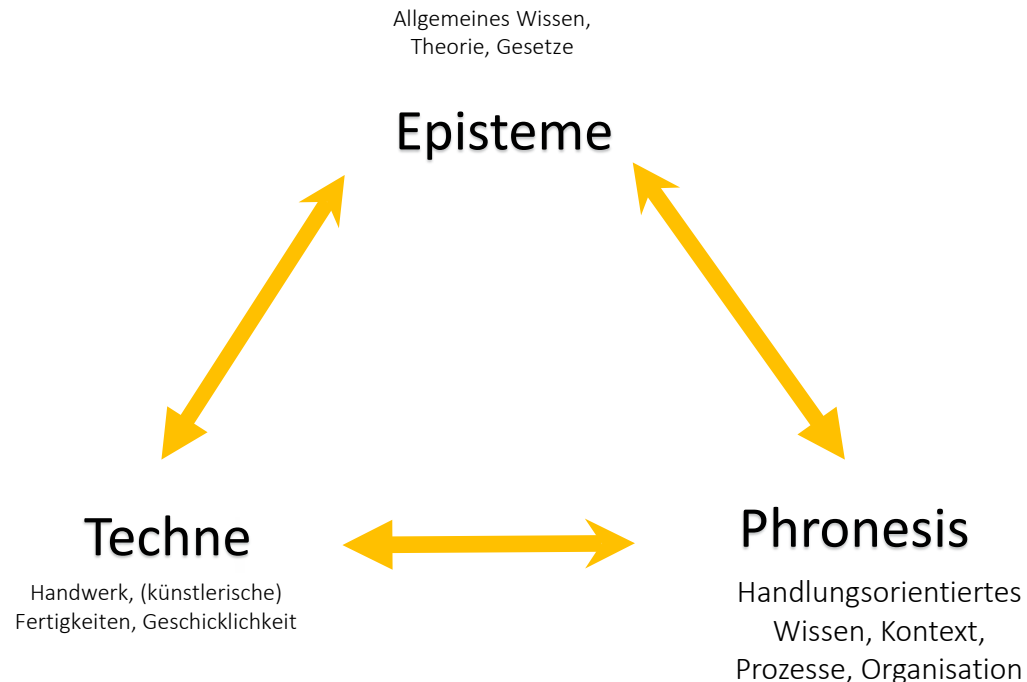 Allgemeines Wissen,
Theorie, Gesetze
Episteme
Techne
Handwerk, (künstlerische)
Fertigkeiten, Geschicklichkeit
Phronesis
Handlungsorientiertes
Wissen, Kontext,
Prozesse, Organisation